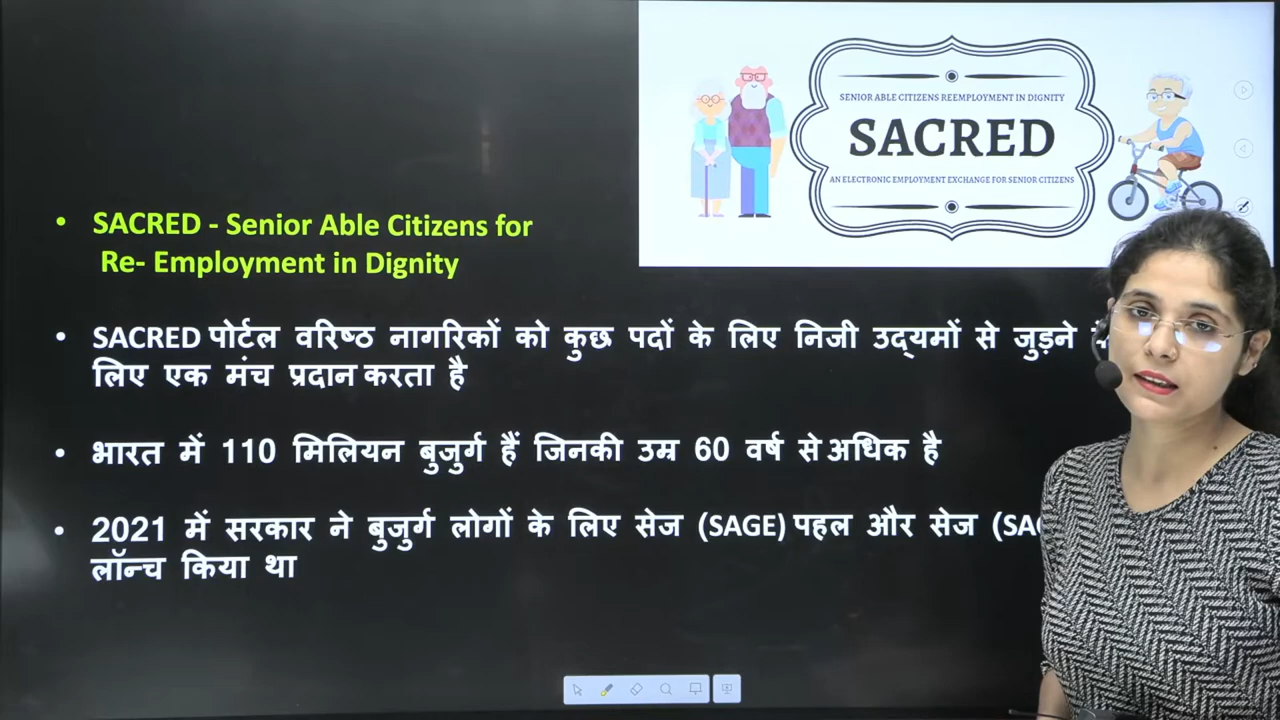 SENIOR ABLE CITIZENS REEMPLOYMENT IN DIGNITY
SACRED
AN ELECTRONIC EMPLOYMENT EXCHANGE FOR SENIOR CITIZENS
• SACRED - Senior Able Citizens for
Re- Employment in Dignity
• SACRED पोर्टल वरिष्ठ नागरिकों को कुछ पदों के लिए निजी उद्यमों से जुड़ने
लिए एक मंच प्रदान करता है
• भारत में 110 मिलियन बुजुर्ग हैं जिनकी उम्र 60 वर्ष से अधिक है
• 2021 में सरकार ने बुजुर्ग लोगों के लिए सेज (SAGE) पहल और सेज
लॉन्च किया था